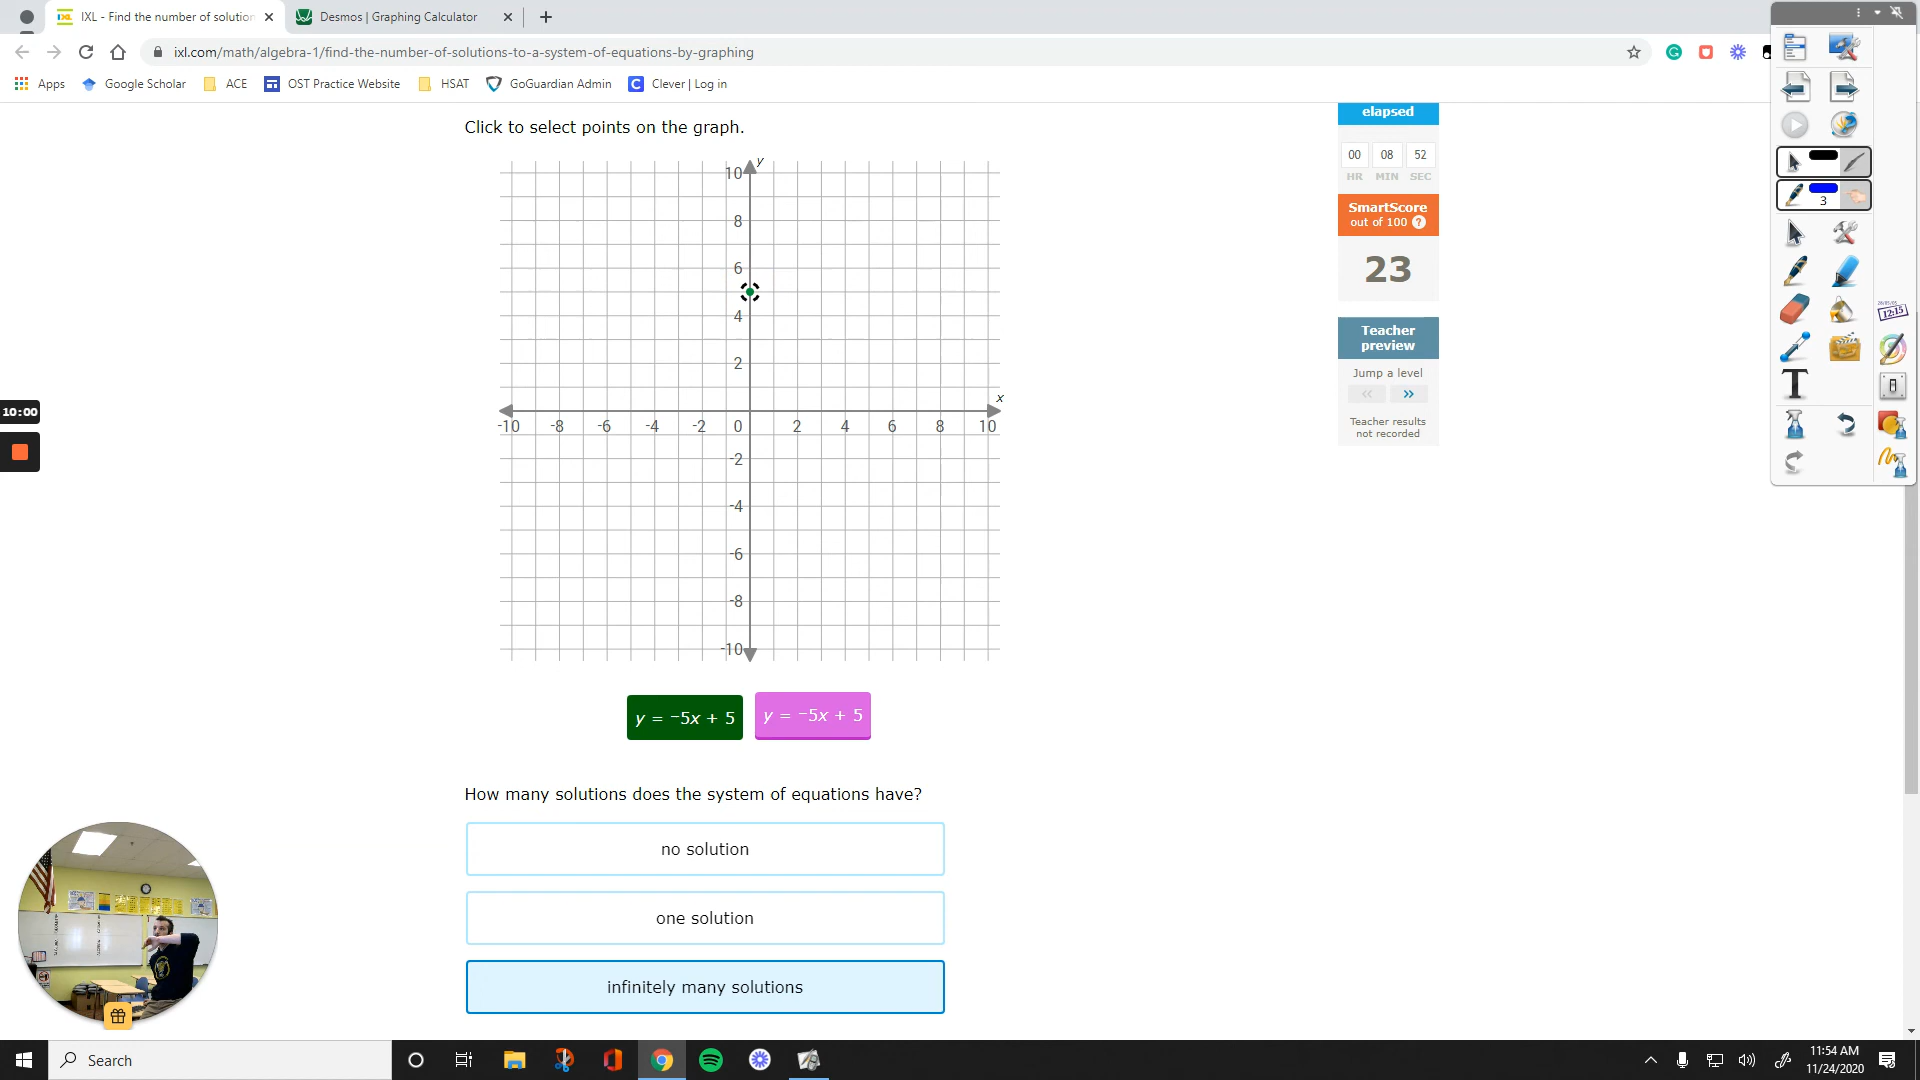 IXL - Find the number of solution
Desmos | Graphing Calculator
ixl.com/math/algebra-1/find-the-number-of-solutions-to-a-system-of-equations-by-graphing
Apps
Google Scholar
ACE
OST Practice Website
HSAT
GoGuardian Admin
Clever | Log in
Click to select points on the graph.
y
10
8
6
4
2
x
-10 -8 -6 -4 -2 0 2 4 6 8 10
-2
-4
-6
-8
-10
y = −5x + 5
y = −5x + 5
How many solutions does the system of equations have?
no solution
one solution
infinitely many solutions
elapsed
00 08 52
HR MIN SEC
SmartScore
out of 100 ?
23
Teacher
preview
Jump a level
Teacher results
not recorded
3
12:15
T
10:00
Search
11:54 AM
11/24/2020